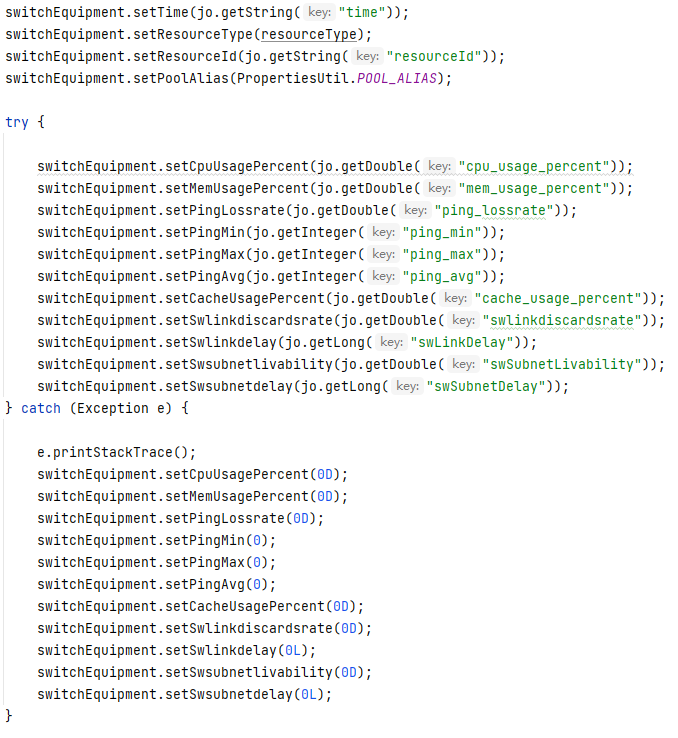 switchEquipment.setTime(jo.getString( key: "time"));
switchEquipment.setResourceType(resourceType);
switchEquipment.setResourceId(jo.getString( key: "resourceId"));
switchEquipment.setPoolAlias(PropertiesUtil.POOL_ALIAS);
try {
switchEquipment.setCpuUsagePercent(jo.getDouble( key: "cpu_usage_percent"));
switchEquipment.setMemUsagePercent(jo.getDouble( key: "mem_usage_percent"));
switchEquipment.setPingLossrate(jo.getDouble( key: "ping_lossrate"));
switchEquipment.setPingMin(jo.getInteger( key: "ping_min"));
switchEquipment.setPingMax(jo.getInteger( key: "ping_max"));
switchEquipment.setPingAvg(jo.getInteger( key: "ping_avg"));
switchEquipment.setCacheUsagePercent(jo.getDouble( key: "cache_usage_percent"));
switchEquipment.setSwlinkdiscardsrate(jo.getDouble( key: "swlinkdiscardsrate"));
switchEquipment.setSwlinkdelay(jo.getLong( key: "swLinkDelay"));
switchEquipment.setSwsubnetlivability(jo.getDouble( key: "swSubnetLivability"));
switchEquipment.setSwsubnetdelay(jo.getLong( key: "swSubnetDelay"));
} catch (Exception e) {
e.printStackTrace();
switchEquipment.setCpuUsagePercent(0D);
switchEquipment.setMemUsagePercent(0D);
switchEquipment.setPingLossrate(0D);
switchEquipment.setPingMin(0);
switchEquipment.setPingMax(0);
switchEquipment.setPingAvg(0);
switchEquipment.setCacheUsagePercent(0D);
switchEquipment.setSwlinkdiscardsrate(0D);
switchEquipment.setSwlinkdelay(0L);
switchEquipment.setSwsubnetlivability(0D);
switchEquipment.setSwsubnetdelay(0L);
}